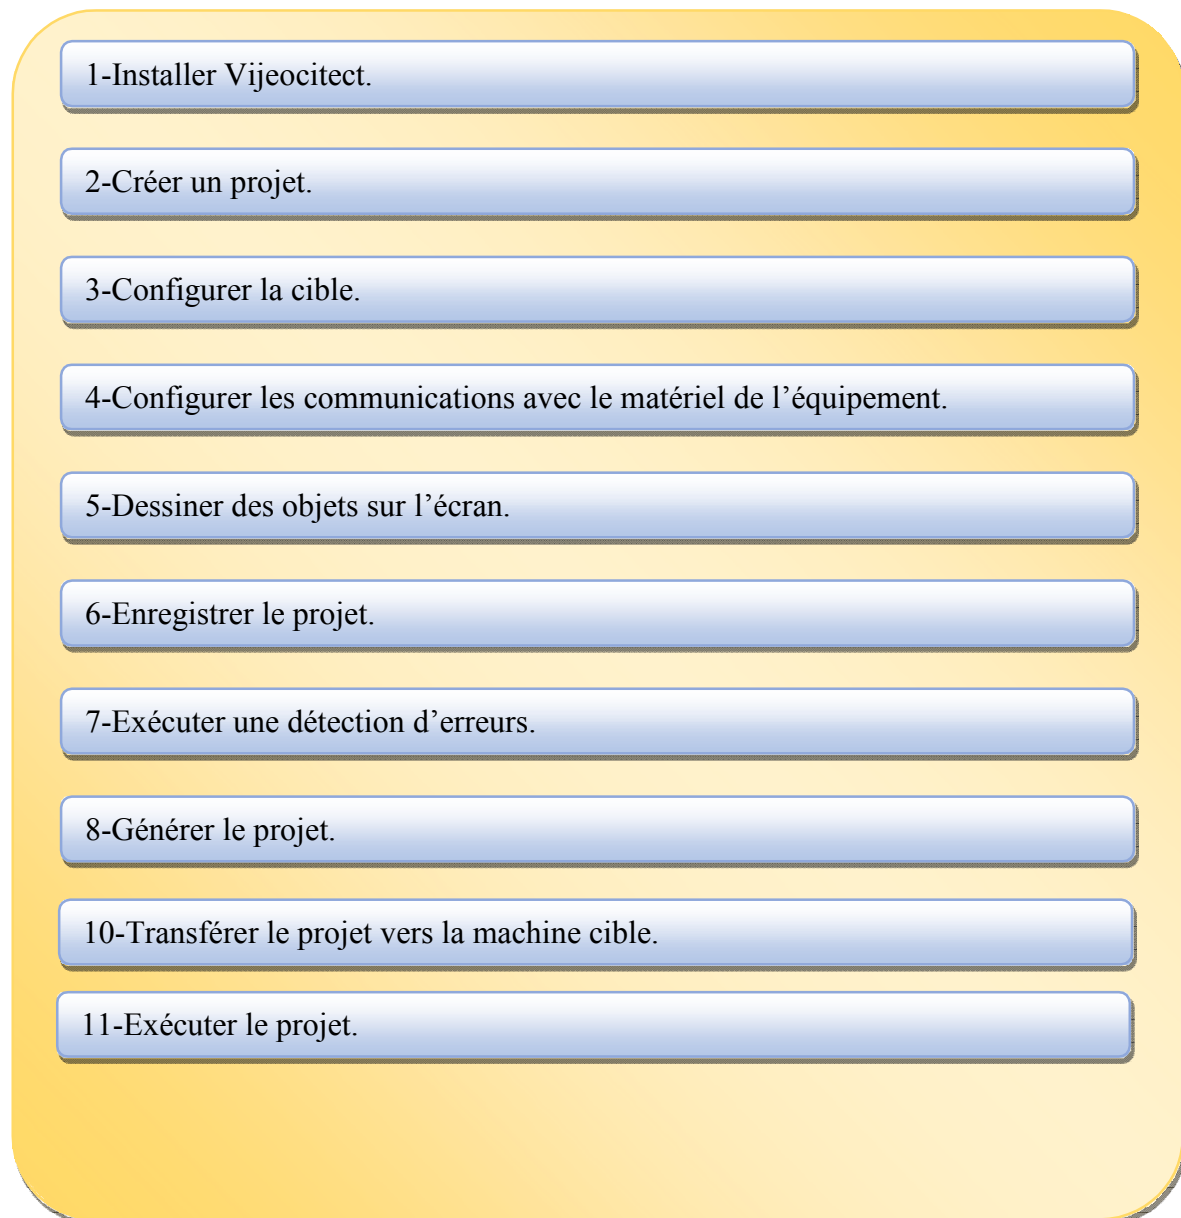 1-Installer Vijeocitect.
2-Créer un projet.
3-Configurer la cible.
4-Configurer les communications avec le matériel de l’équipement.
5-Dessiner des objets sur l’écran.
6-Enregistrer le projet.
7-Exécuter une détection d’erreurs.
8-Générer le projet.
10-Transférer le projet vers la machine cible.
11-Exécuter le projet.